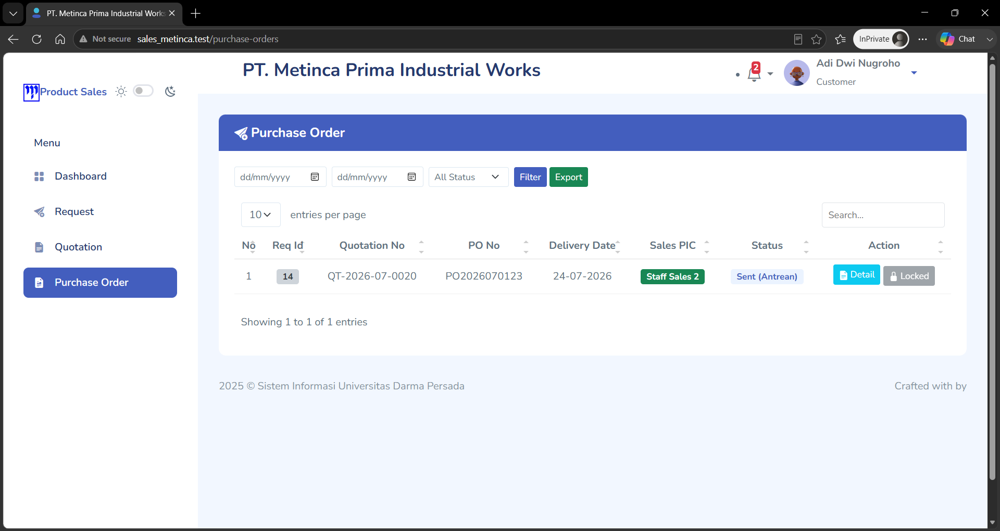 PT. Metinca Prima Industrial Works
Not secure sales_metinca.test/purchase-orders
InPrivate
Chat
Product Sales
PT. Metinca Prima Industrial Works
2
Adi Dwi Nugroho
Customer
Menu
Dashboard
Request
Quotation
Purchase Order
Purchase Order
dd/mm/yyyy dd/mm/yyyy All Status Filter Export
10 entries per page Search...
No Req Id Quotation No PO No Delivery Date Sales PIC Status Action
1 14 QT-2026-07-0020 PO2026070123 24-07-2026 Staff Sales 2 Sent (Antrean) Detail Locked
Showing 1 to 1 of 1 entries
2025 © Sistem Informasi Universitas Darma Persada Crafted with by